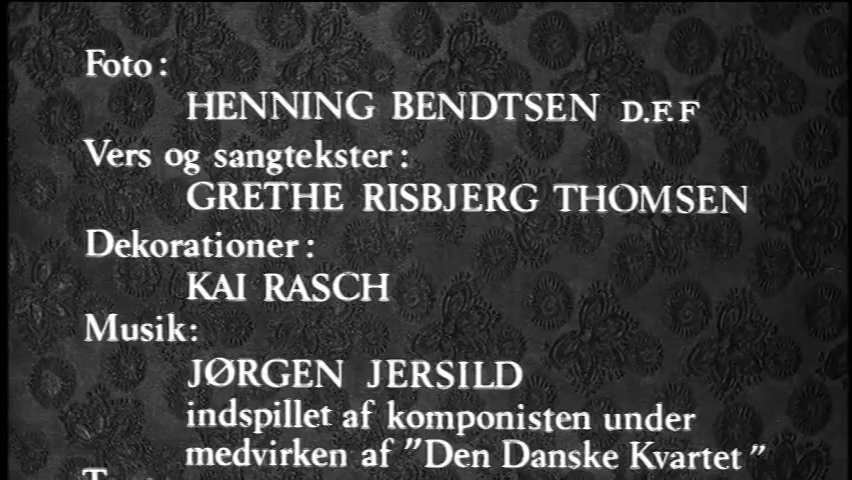 Foto:
HENNING BENDTSEN D.F.F
Vers og sangtekster:
GRETHE RISBJERG THOMSEN
Dekorationer:
KAI RASCH
Musik:
JØRGEN JERSILD
indspillet af komponisten under
medvirken af "Den Danske Kvartet"